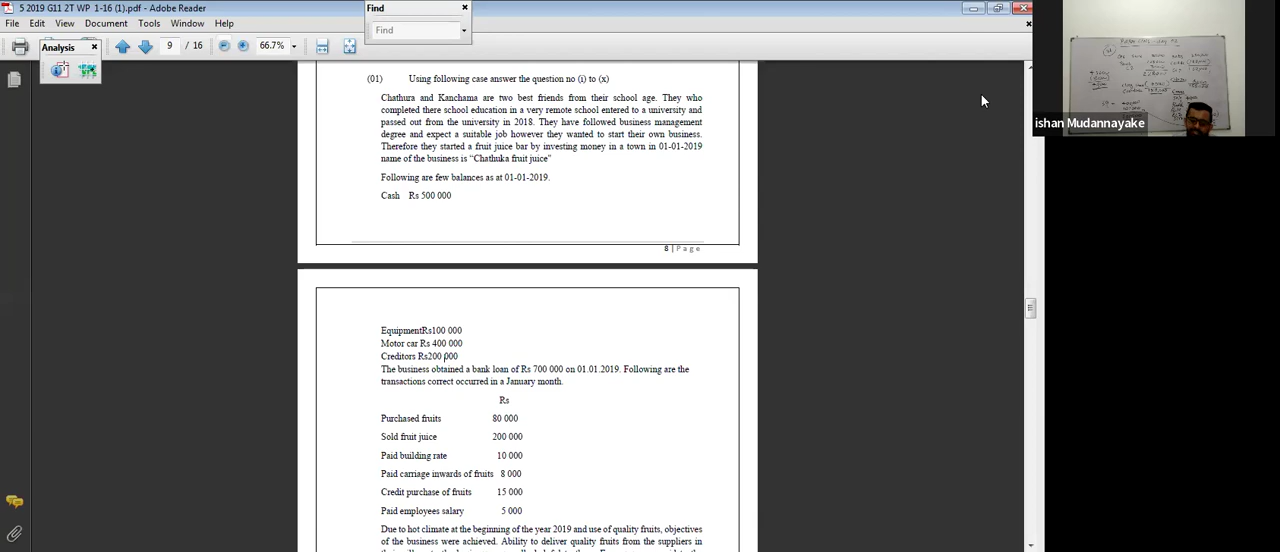 5 2019 G11 2T WP 1-16 (1).pdf - Adobe Reader
File Edit View Document Tools Window Help
Find
Find
9 / 16
66.7%
Analysis
ishan Mudannayake
(01) Using following case answer the question no (i) to (x)
Chathura and Kanchama are two best friends from their school age. They who
completed there school education in a very remote school entered to a university and
passed out from the university in 2018. They have followed business management
degree and expect a suitable job however they wanted to start their own business.
Therefore they started a fruit juice bar by investing money in a town in 01-01-2019
name of the business is “Chathuka fruit juice”
Following are few balances as at 01-01-2019.
Cash Rs 500 000
8 | Page
EquipmentRs100 000
Motor car Rs 400 000
Creditors Rs200 000
The business obtained a bank loan of Rs 700 000 on 01.01.2019. Following are the
transactions correct occurred in a January month.
Rs
Purchased fruits 80 000
Sold fruit juice 200 000
Paid building rate 10 000
Paid carriage inwards of fruits 8 000
Credit purchase of fruits 15 000
Paid employees salary 5 000
Due to hot climate at the beginning of the year 2019 and use of quality fruits, objectives
of the business were achieved. Ability to deliver quality fruits from the suppliers in